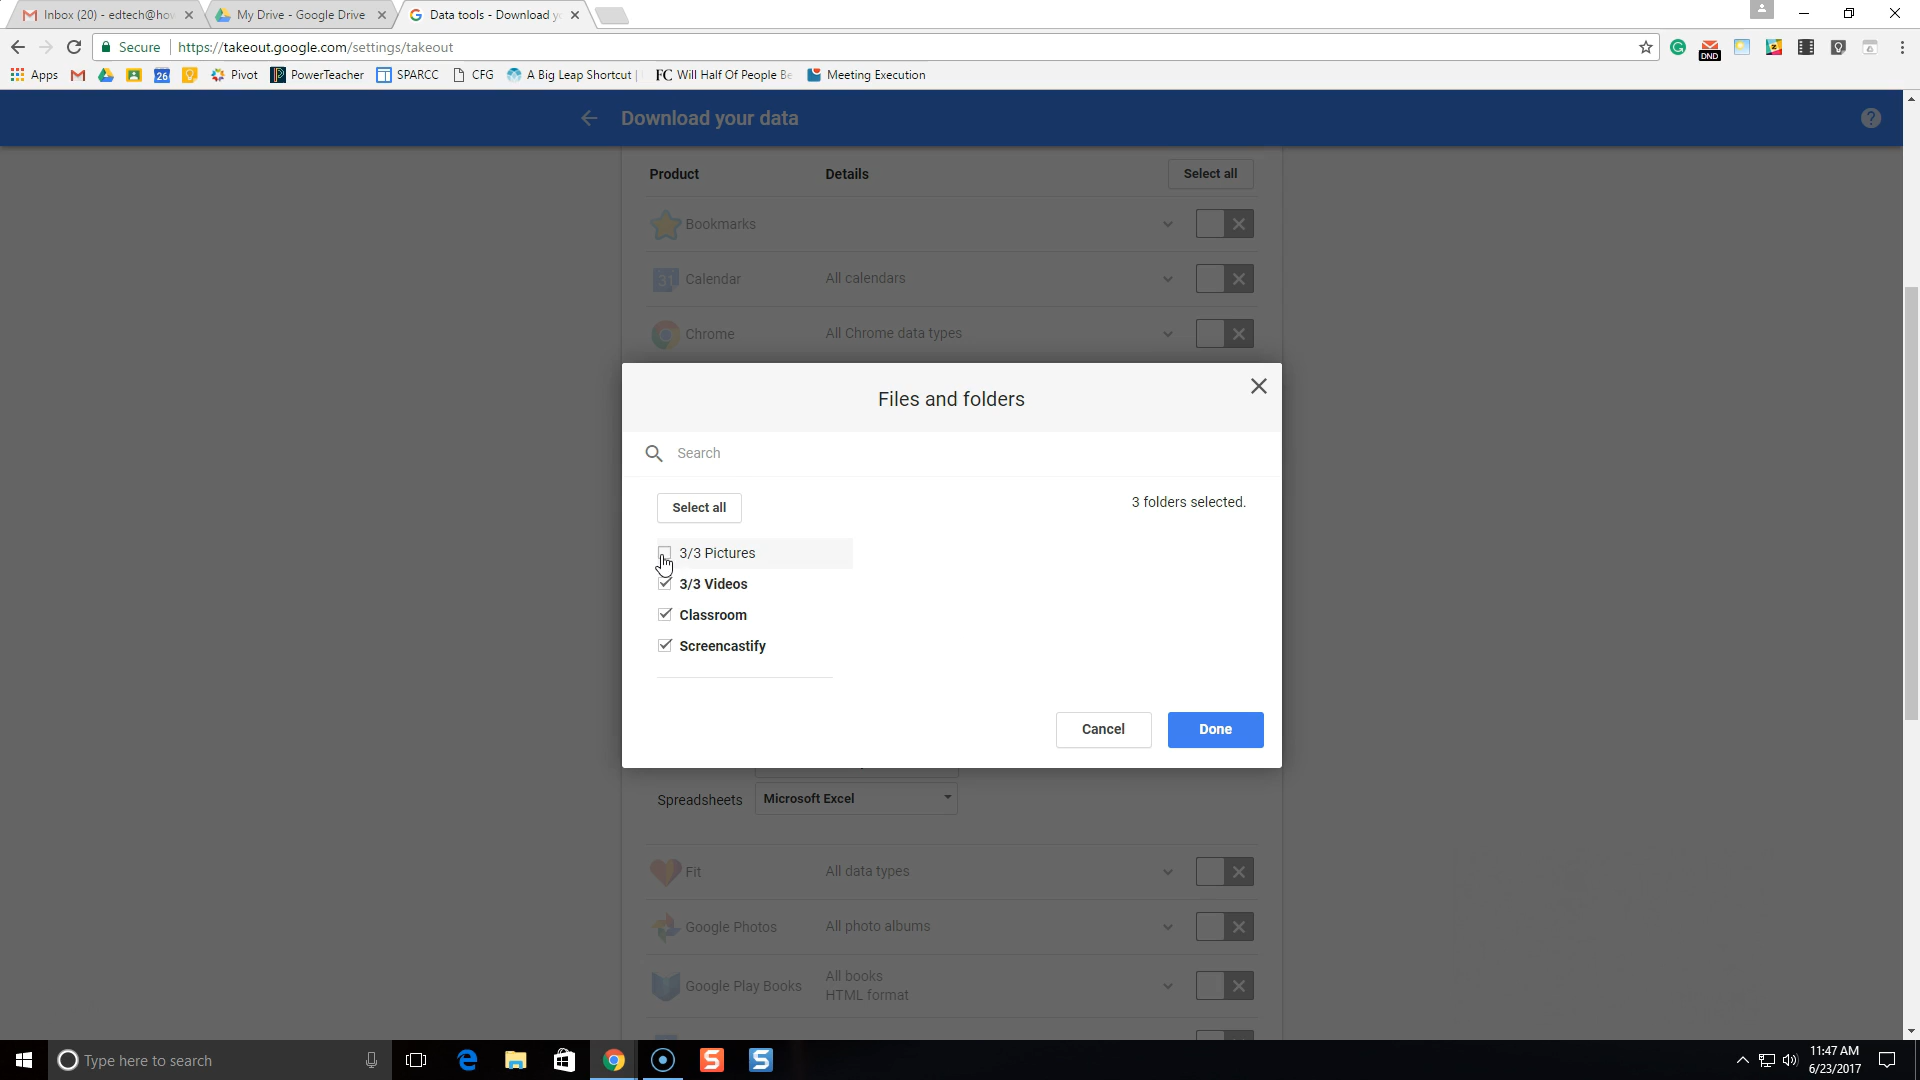 Inbox (20) - edtech@ho
My Drive - Google Drive
Data tools - Download y
Secure
https://takeout.google.com/settings/takeout
DND
Apps
26
Pivot
PowerTeacher
SPARCC
CFG
A Big Leap Shortcut |
FC Will Half Of People Be
Meeting Execution
Download your data
?
Product Details Select all
Bookmarks
31 Calendar All calendars
Chrome All Chrome data types
Files and folders
Search
Select all 3 folders selected.
3/3 Pictures
3/3 Videos
Classroom
Screencastify
Cancel Done
Spreadsheets Microsoft Excel
Fit All data types
Google Photos All photo albums
Google Play Books All books
HTML format
Type here to search
S
S
11:47 AM
6/23/2017